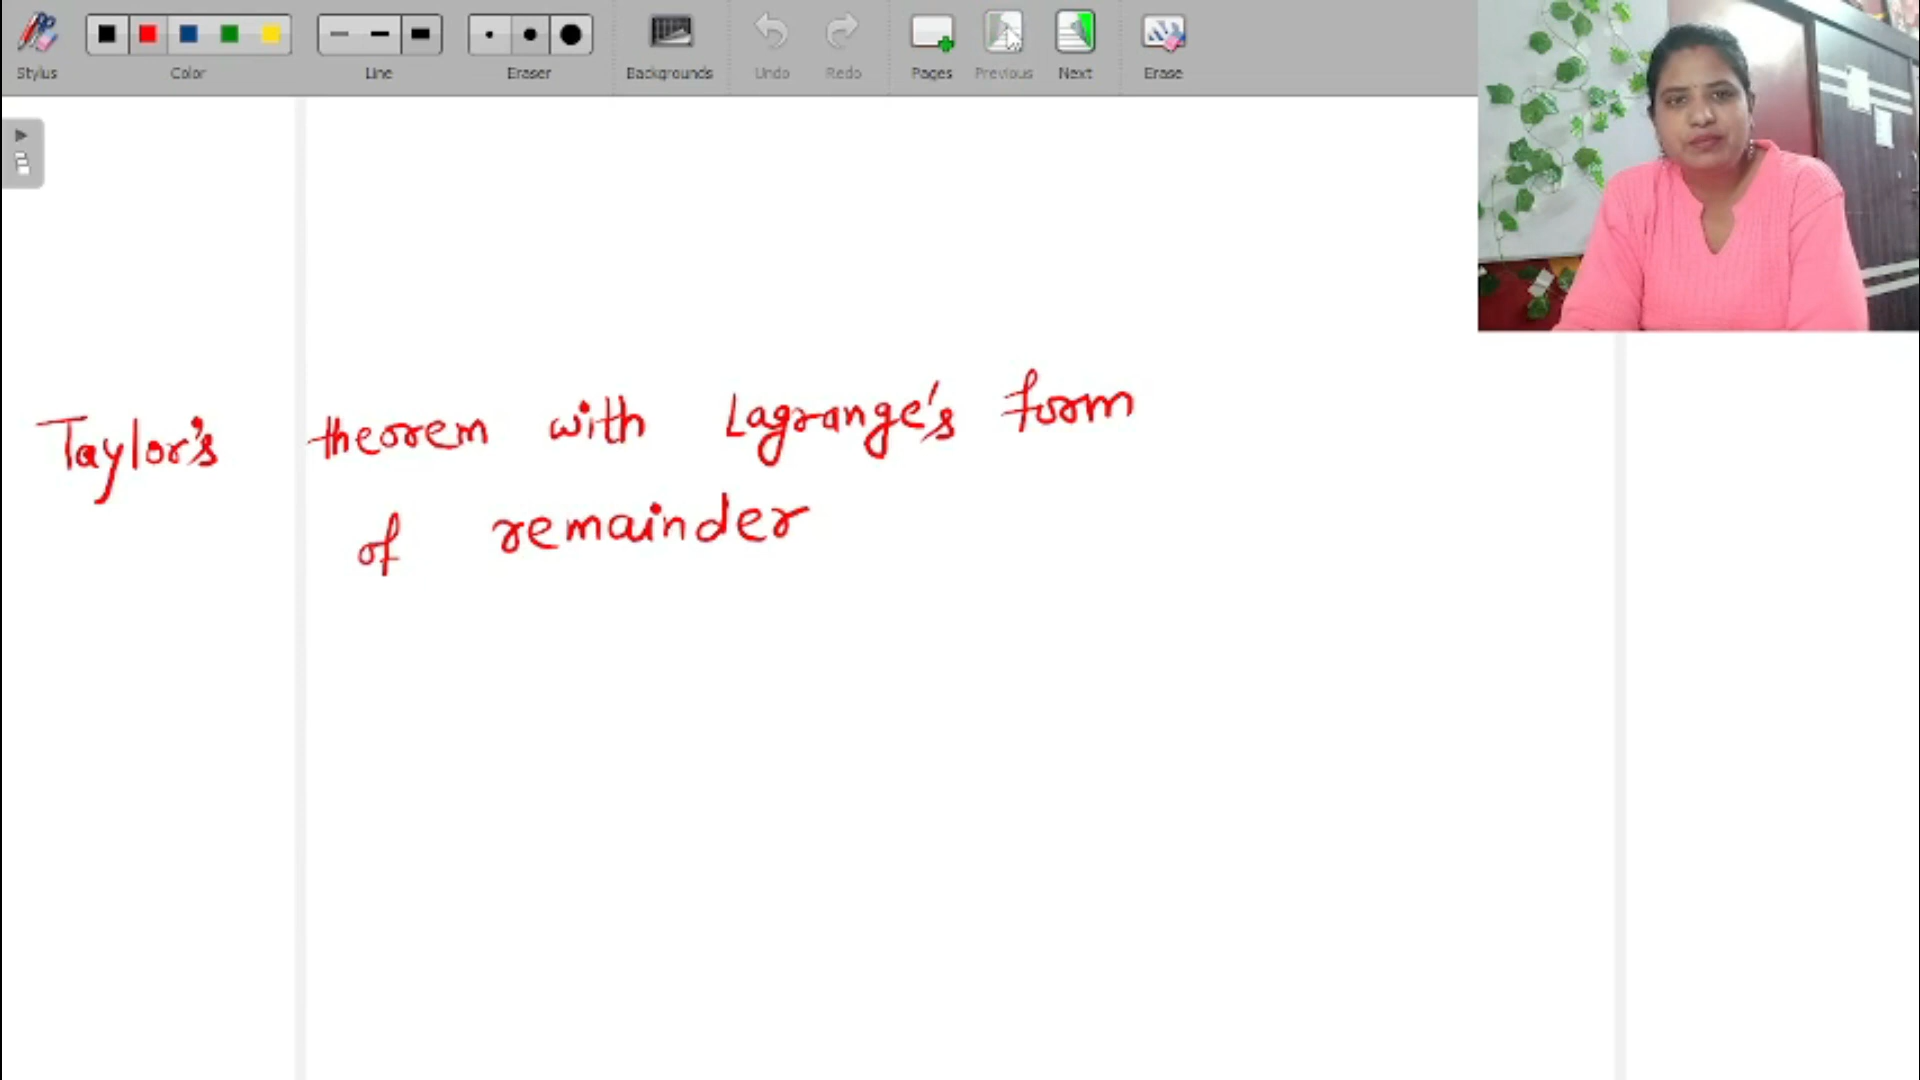 Stylus Color Line Eraser Backgrounds Undo Redo Pages Previous Next Erase
Taylor's theorem with Lagrange's form
of remainder